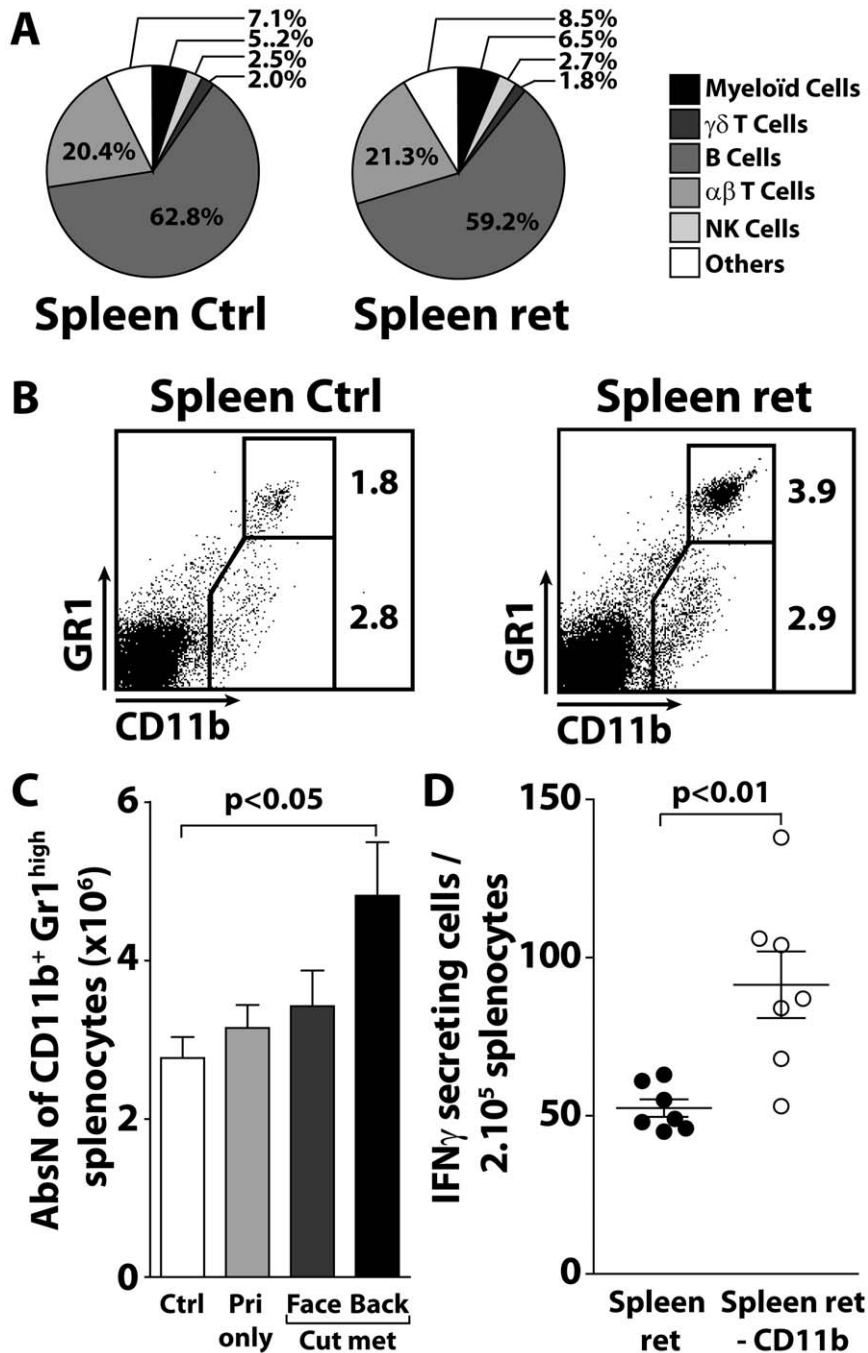 A
7.1%
5..2%
2.5%
2.0%
20.4%
62.8%
Spleen Ctrl
8.5%
6.5%
2.7%
1.8%
21.3%
59.2%
Spleen ret
Myeloïd Cells
γδ T Cells
B Cells
αβ T Cells
NK Cells
Others
B
Spleen Ctrl
1.8
2.8
GR1
CD11b
Spleen ret
3.9
2.9
GR1
CD11b
C
AbsN of CD11b⁺ Gr1ʰⁱᵍʰ
splenocytes (x10⁶)
6
4
2
0
p<0.05
Ctrl
Pri
only
Face
Back
Cut met
D
IFNγ secreting cells /
2.10⁵ splenocytes
150
100
50
0
p<0.01
Spleen
ret
Spleen ret
- CD11b